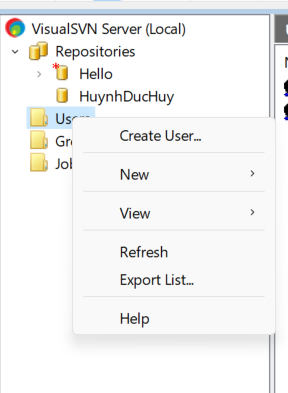 VisualSVN Server (Local)
Repositories
Hello
HuynhDucHuy
Create User...
New
View
Refresh
Export List...
Help